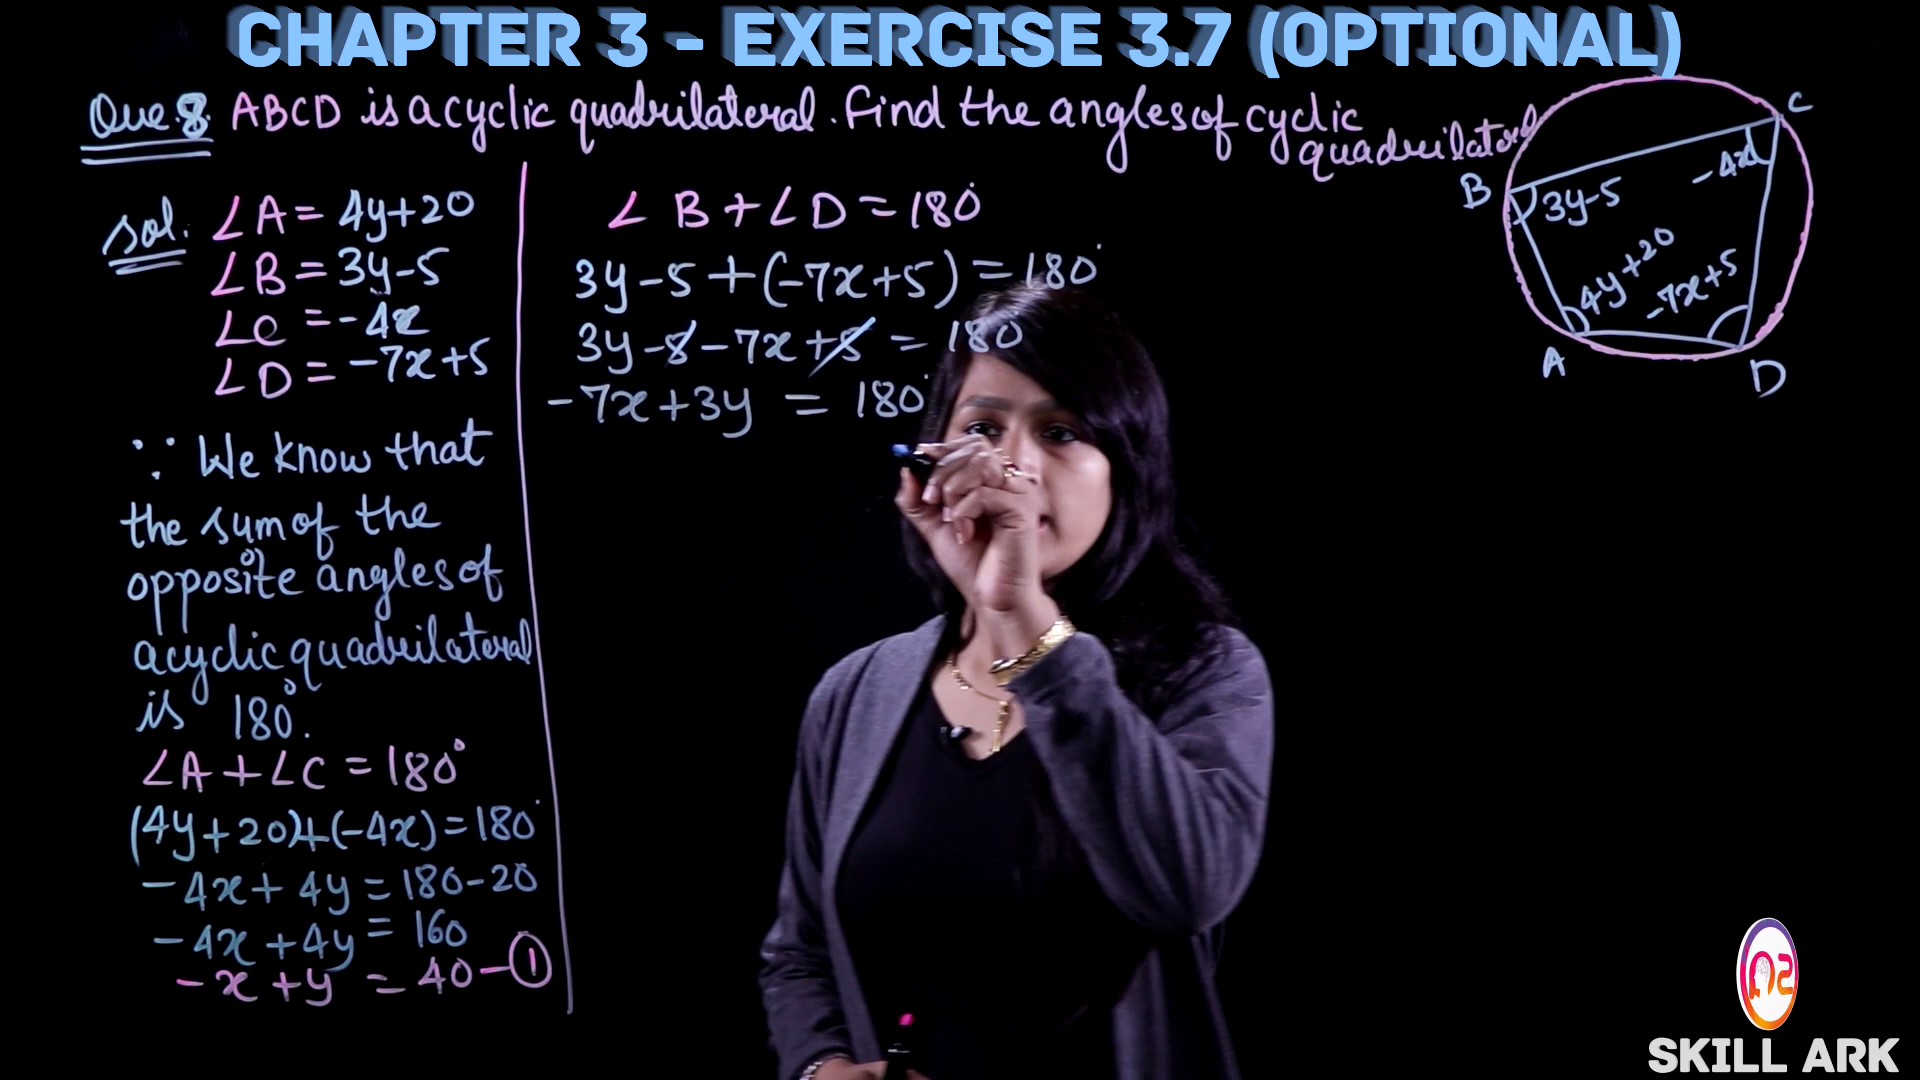 CHAPTER 3 - EXERCISE 3.7 (OPTIONAL)
Que.8. ABCD is a cyclic quadrilateral. Find the angles of cyclic
quadrilateral
sol. ∠A = 4y+20
∠B = 3y-5
∠C = -4x
∠D = -7x+5
∵ We know that
the sum of the
opposite angles of
a cyclic quadrilateral
is 180°.
∠A + ∠C = 180°
(4y+20)+(-4x) = 180°
-4x + 4y = 180-20
-4x + 4y = 160
-x + y = 40 - ①
∠B + ∠D = 180°
3y-5 + (-7x+5) = 180°
3y-5-7x+5 = 180
-7x+3y = 180°
C
-4x
B
3y-5
4y+20
-7x+5
A
D
SKILL ARK